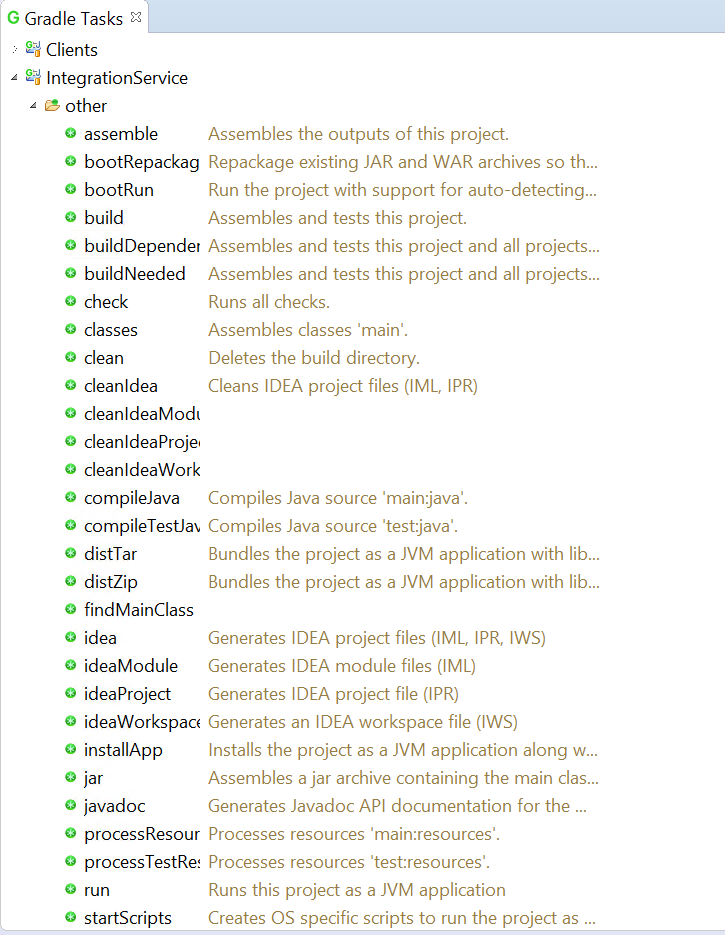 G Gradle Tasks
Clients
IntegrationService
other
assemble Assembles the outputs of this project.
bootRepackag Repackage existing JAR and WAR archives so th...
bootRun Run the project with support for auto-detecting...
build Assembles and tests this project.
buildDependen Assembles and tests this project and all projects...
buildNeeded Assembles and tests this project and all projects...
check Runs all checks.
classes Assembles classes 'main'.
clean Deletes the build directory.
cleanIdea Cleans IDEA project files (IML, IPR)
cleanIdeaModu
cleanIdeaProje
cleanIdeaWork
compileJava Compiles Java source 'main:java'.
compileTestJav Compiles Java source 'test:java'.
distTar Bundles the project as a JVM application with lib...
distZip Bundles the project as a JVM application with lib...
findMainClass
idea Generates IDEA project files (IML, IPR, IWS)
ideaModule Generates IDEA module files (IML)
ideaProject Generates IDEA project file (IPR)
ideaWorkspace Generates an IDEA workspace file (IWS)
installApp Installs the project as a JVM application along w...
jar Assembles a jar archive containing the main clas...
javadoc Generates Javadoc API documentation for the ...
processResour Processes resources 'main:resources'.
processTestRes Processes resources 'test:resources'.
run Runs this project as a JVM application
startScripts Creates OS specific scripts to run the project as ...